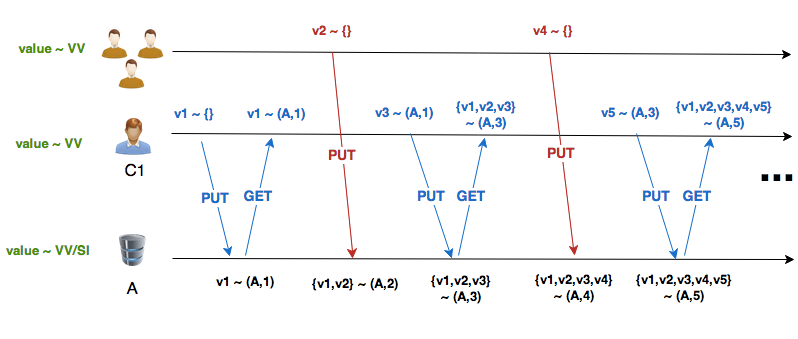 v2 ~ {}
v4 ~ {}
value ~ VV
v1 ~ {}
v1 ~ (A,1)
v3 ~ (A,1)
{v1,v2,v3}
~ (A,3)
v5 ~ (A,3)
{v1,v2,v3,v4,v5}
~ (A,5)
value ~ VV
C1
PUT
PUT
...
PUT
GET
PUT
GET
PUT
GET
value ~ VV/SI
A
v1 ~ (A,1)
{v1,v2} ~ (A,2)
{v1,v2,v3}
~ (A,3)
{v1,v2,v3,v4}
~ (A,4)
{v1,v2,v3,v4,v5}
~ (A,5)